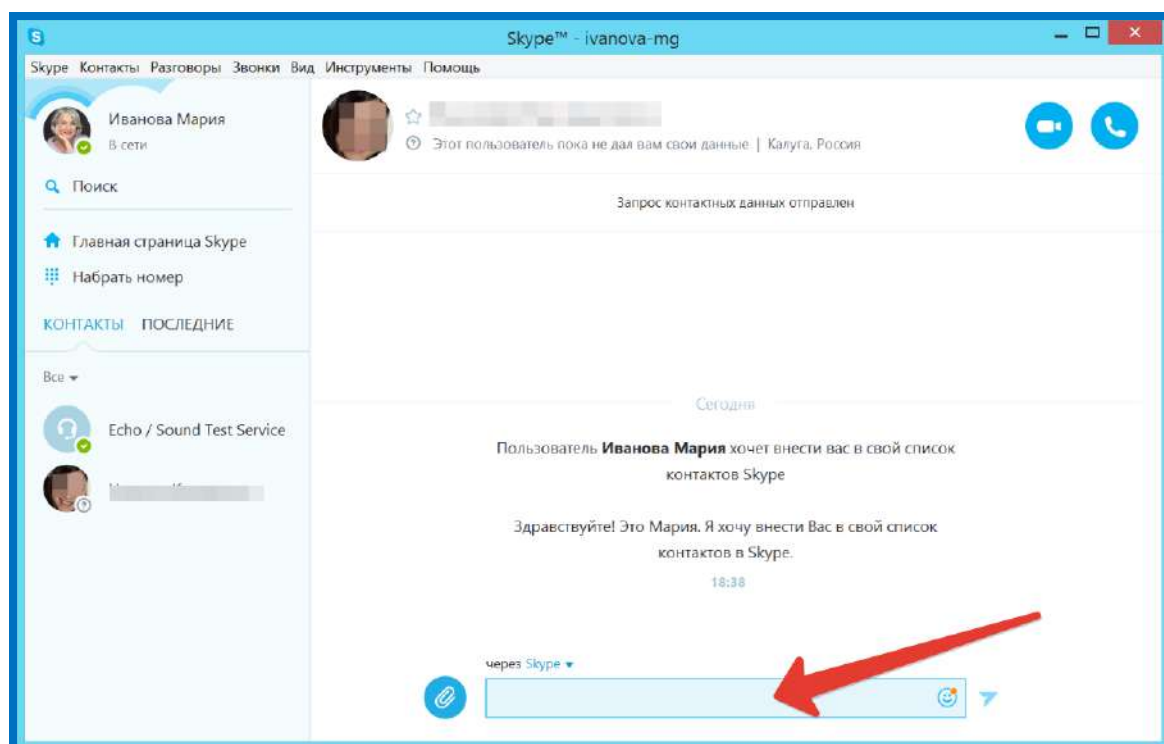 Skype™ - ivanova-mg
Skype Контакты Разговоры Звонки Вид Инструменты Помощь
Иванова Мария
В сети
Этот пользователь пока не дал вам свои данные | Калуга, Россия
Поиск
Запрос контактных данных отправлен
Главная страница Skype
Набрать номер
КОНТАКТЫ ПОСЛЕДНИЕ
Все
Echo / Sound Test Service
Сегодня
Пользователь Иванова Мария хочет внести вас в свой список
контактов Skype
Здравствуйте! Это Мария. Я хочу внести Вас в свой список
контактов в Skype.
18:38
через Skype